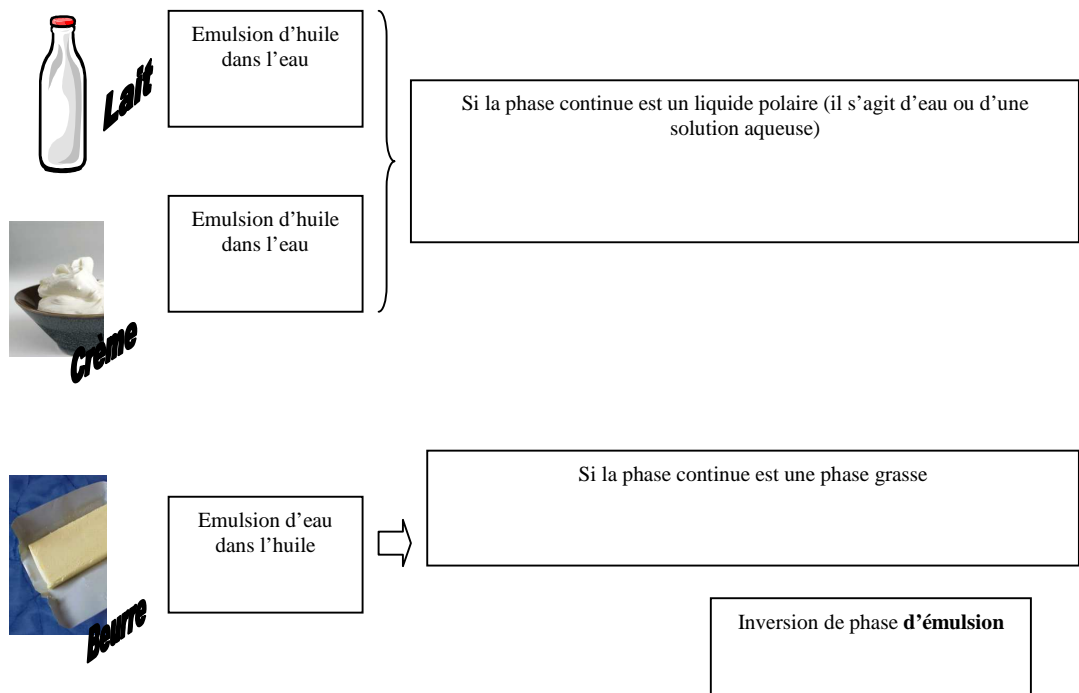 Emulsion d’huile
dans l’eau
Lait
Si la phase continue est un liquide polaire (il s’agit d’eau ou d’une
solution aqueuse)
Emulsion d’huile
dans l’eau
Crème
Si la phase continue est une phase grasse
Emulsion d’eau
dans l’huile
Beurre
Inversion de phase d’émulsion